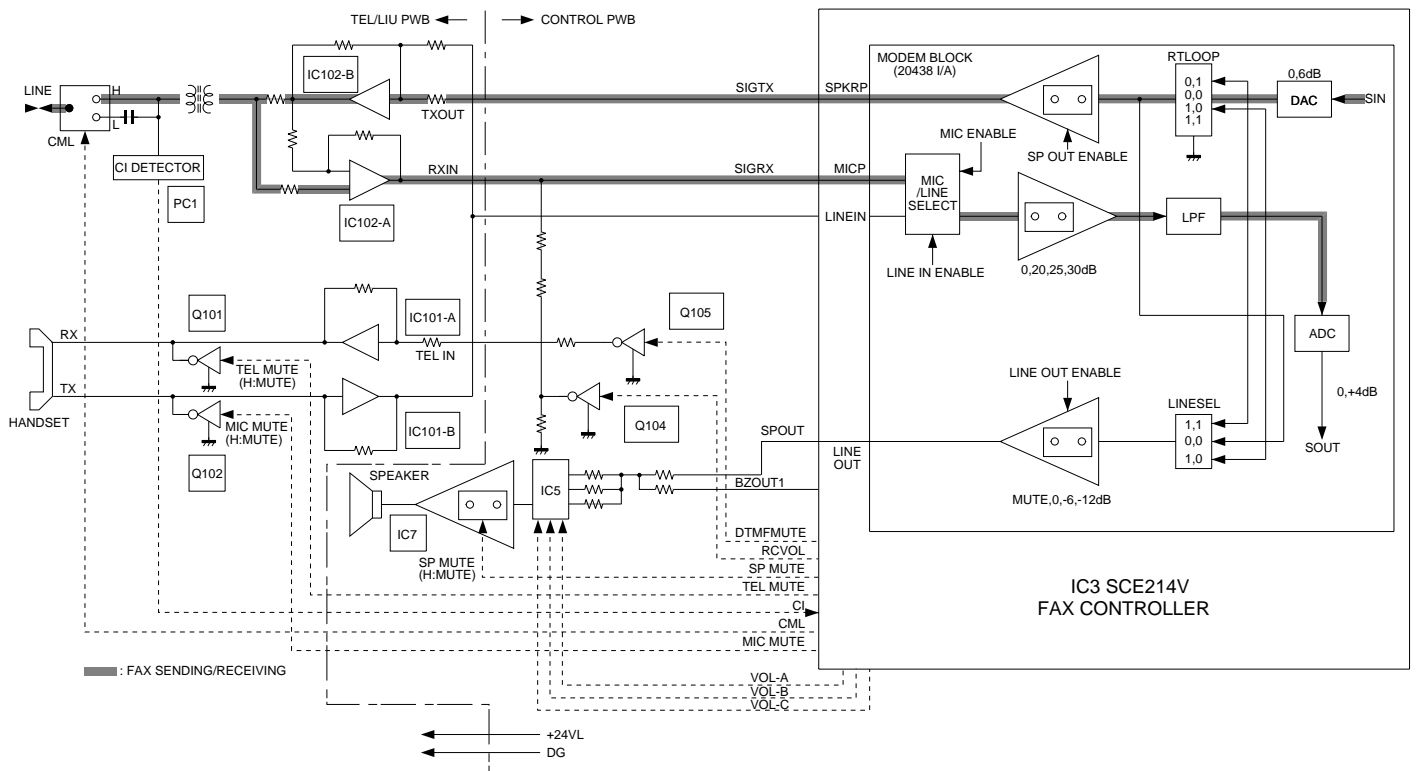 TEL/LIU PWB
CONTROL PWB
LINE
H
L
CML
IC102-B
TXOUT
SIGTX
SPKRP
MODEM BLOCK
(20438 I/A)
SP OUT ENABLE
RTLOOP
0,1
0,0
1,0
1,1
0,6dB
DAC
SIN
CI DETECTOR
PC1
RXIN
IC102-A
SIGRX
MICP
LINEIN
MIC ENABLE
MIC
/LINE
SELECT
LINE IN ENABLE
0,20,25,30dB
LPF
ADC
0,+4dB
SOUT
Q101
RX
TEL MUTE
(H:MUTE)
IC101-A
TEL IN
Q105
TX
HANDSET
MIC MUTE
(H:MUTE)
Q102
IC101-B
Q104
LINE OUT ENABLE
LINESEL
1,1
0,0
1,0
MUTE,0,-6,-12dB
SPOUT
LINE
OUT
SPEAKER
IC5
BZOUT1
IC7
SP MUTE
(H:MUTE)
DTMFMUTE
RCVOL
SP MUTE
TEL MUTE
CI
CML
MIC MUTE
IC3 SCE214V
FAX CONTROLLER
: FAX SENDING/RECEIVING
VOL-A
VOL-B
VOL-C
+24VL
DG